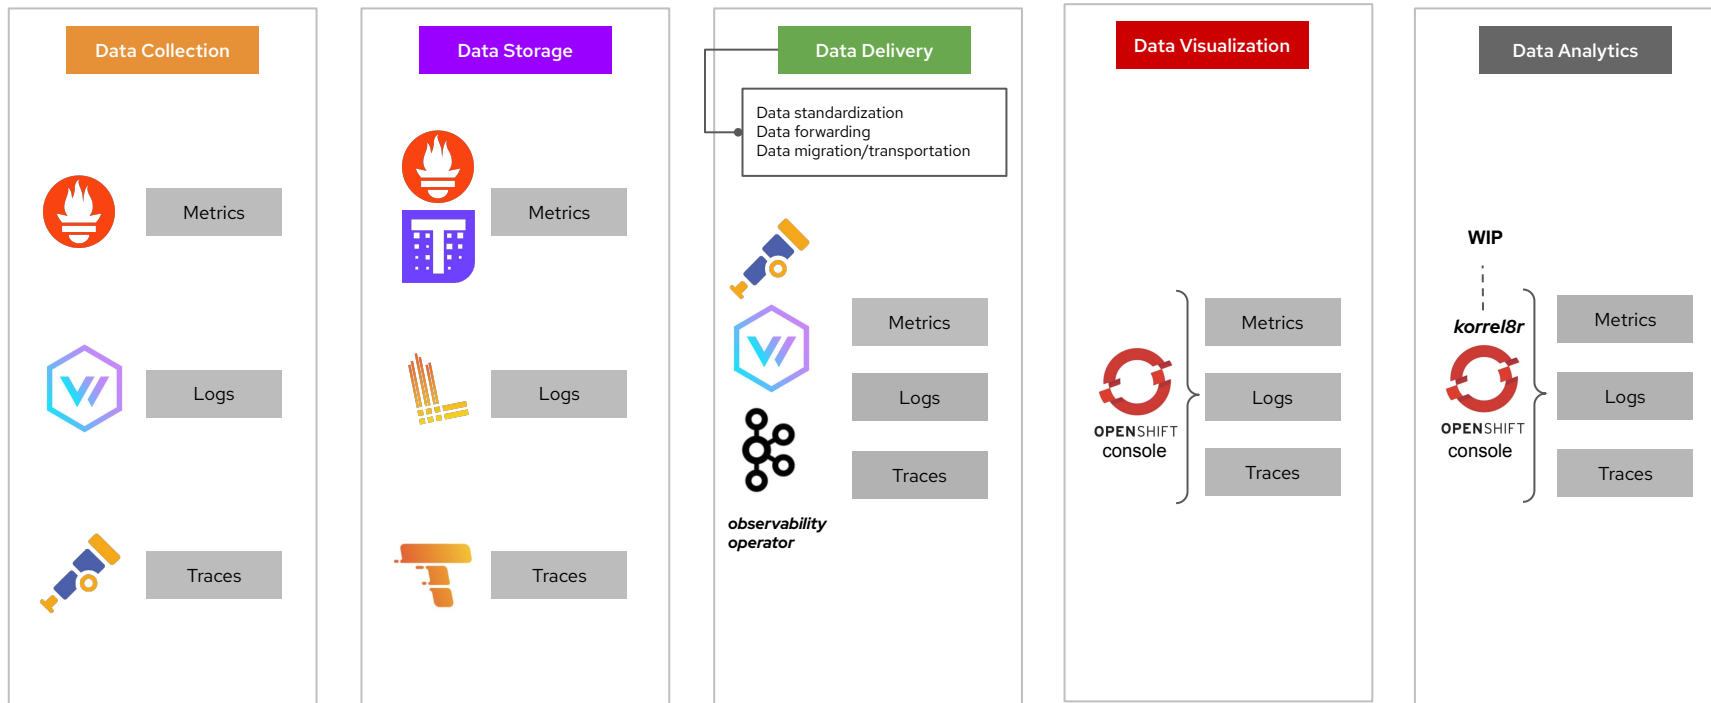 Data Collection
Metrics
Logs
Traces
Data Storage
Metrics
Logs
Traces
Data Delivery
Data standardization
Data forwarding
Data migration/transportation
Metrics
Logs
Traces
observability
operator
Data Visualization
OPENSHIFT
console
Metrics
Logs
Traces
Data Analytics
WIP
korrel8r
OPENSHIFT
console
Metrics
Logs
Traces